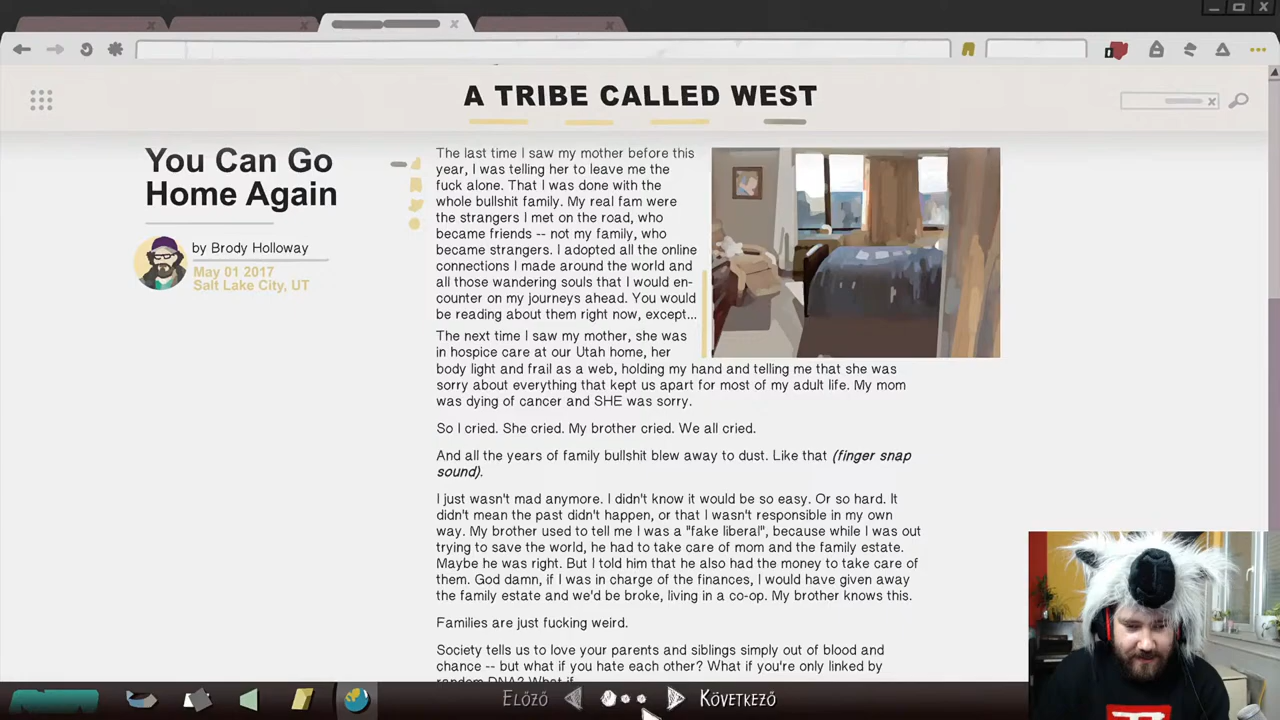 A TRIBE CALLED WEST
You Can Go
Home Again
by Brody Holloway
May 01 2017
Salt Lake City, UT
The last time I saw my mother before this
year, I was telling her to leave me the
fuck alone. That I was done with the
whole bullshit family. My real fam were
the strangers I met on the road, who
became friends -- not my family, who
became strangers. I adopted all the online
connections I made around the world and
all those wandering souls that I would en-
counter on my journeys ahead. You would
be reading about them right now, except...
The next time I saw my mother, she was
in hospice care at our Utah home, her
body light and frail as a web, holding my hand and telling me that she was
sorry about everything that kept us apart for most of my adult life. My mom
was dying of cancer and SHE was sorry.
So I cried. She cried. My brother cried. We all cried.
And all the years of family bullshit blew away to dust. Like that (finger snap
sound).
I just wasn't mad anymore. I didn't know it would be so easy. Or so hard. It
didn't mean the past didn't happen, or that I wasn't responsible in my own
way. My brother used to tell me I was a "fake liberal", because while I was out
trying to save the world, he had to take care of mom and the family estate.
Maybe he was right. But I told him that he also had the money to take care of
them. God damn, if I was in charge of the finances, I would have given away
the family estate and we'd be broke, living in a co-op. My brother knows this.
Families are just fucking weird.
Society tells us to love your parents and siblings simply out of blood and
chance -- but what if you hate each other? What if you're only linked by
random DNA? What if
Előző
Következő